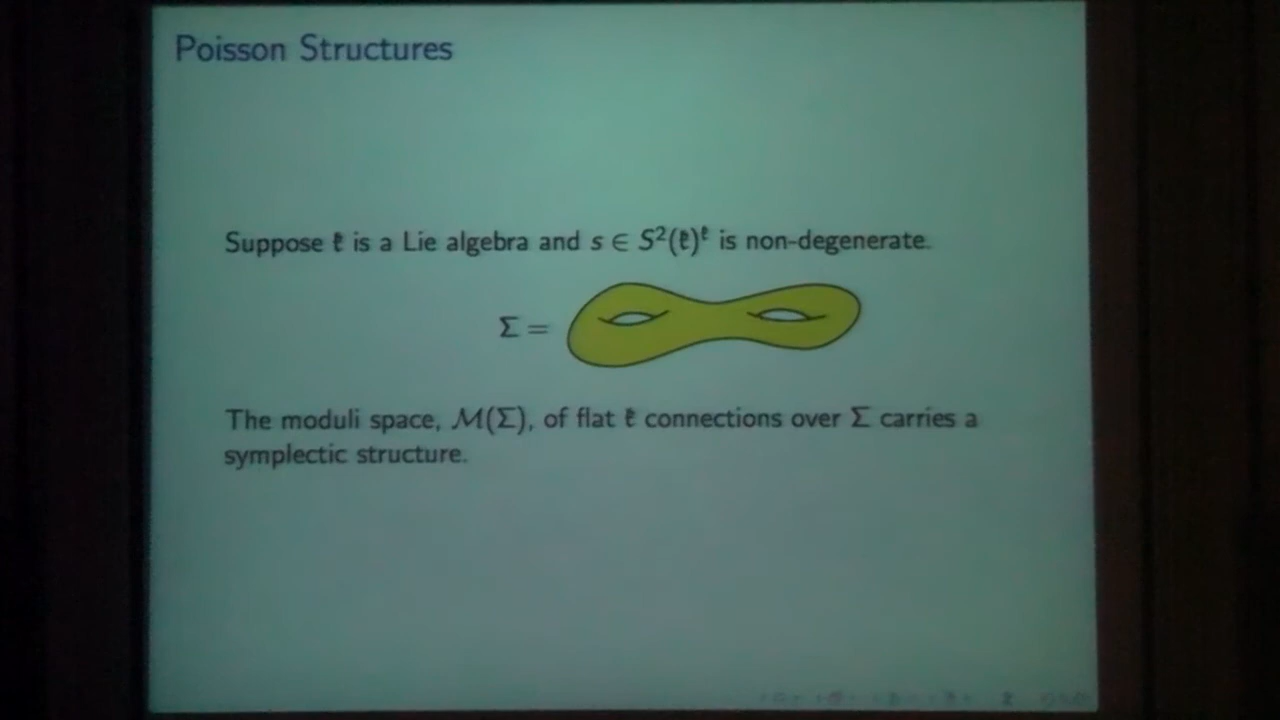 Poisson Structures
Suppose 𝔨 is a Lie algebra and s ∈ S²(𝔨)^𝔨 is non-degenerate.
Σ =
The moduli space, ℳ(Σ), of flat 𝔨 connections over Σ carries a
symplectic structure.